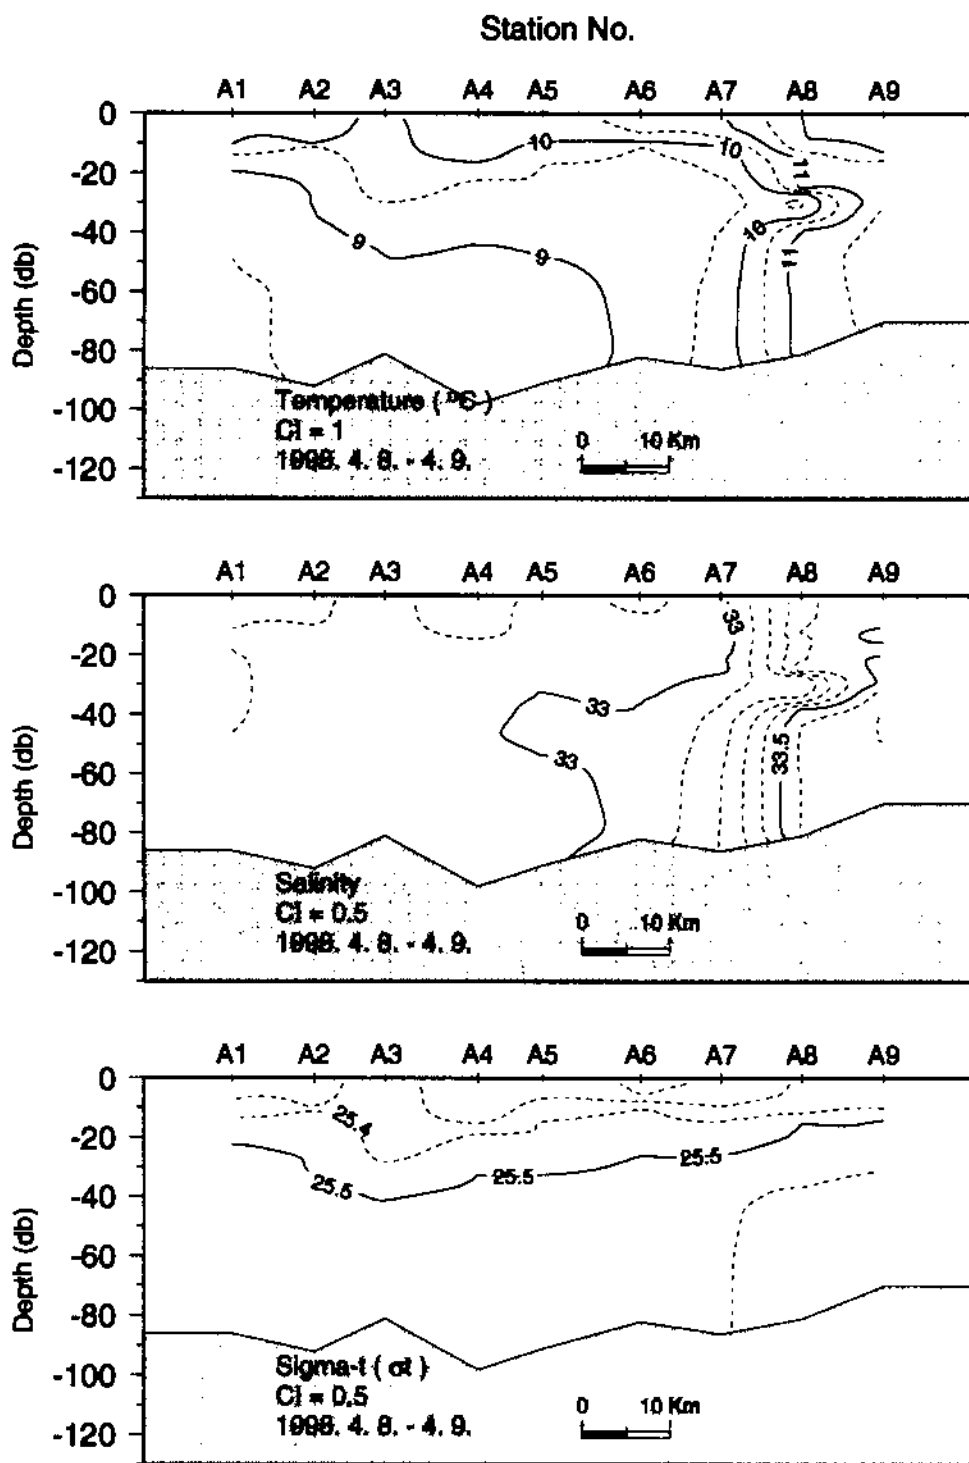 Station No.
A1 A2 A3 A4 A5 A6 A7 A8 A9
0
-20
-40
-60
-80
-100
-120
Depth (db)
10
10
11
9
9
10
11
Temperature ( °C )
CI = 1
1998. 4. 8. - 4. 9.
0 10 Km
A1 A2 A3 A4 A5 A6 A7 A8 A9
0
-20
-40
-60
-80
-100
-120
Depth (db)
33
33
33
33.5
Salinity
CI = 0.5
1998. 4. 8. - 4. 9.
0 10 Km
A1 A2 A3 A4 A5 A6 A7 A8 A9
0
-20
-40
-60
-80
-100
-120
Depth (db)
25.4
25.5
25.5
25.5
Sigma-t ( σt )
CI = 0.5
1998. 4. 8. - 4. 9.
0 10 Km